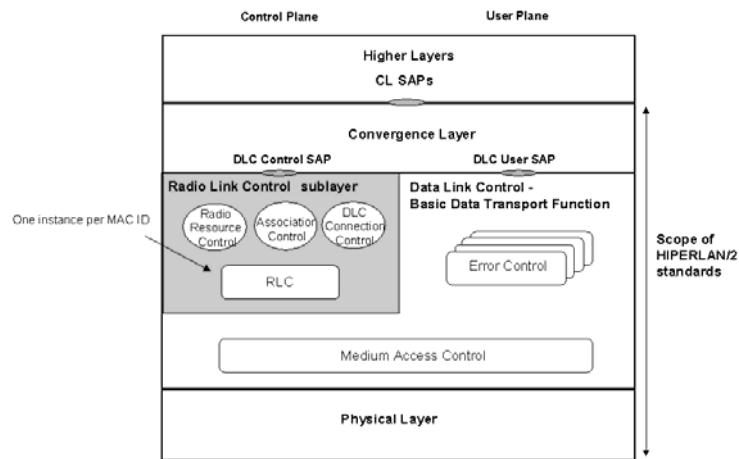 Control Plane
User Plane
Higher Layers
CL SAPs
Convergence Layer
DLC Control SAP
DLC User SAP
Radio Link Control sublayer
Data Link Control -
Basic Data Transport Function
One instance per MAC ID
Radio
Resource
Control
Association
Control
DLC
Connection
Control
Scope of
HIPERLAN/2
standards
Error Control
RLC
Medium Access Control
Physical Layer